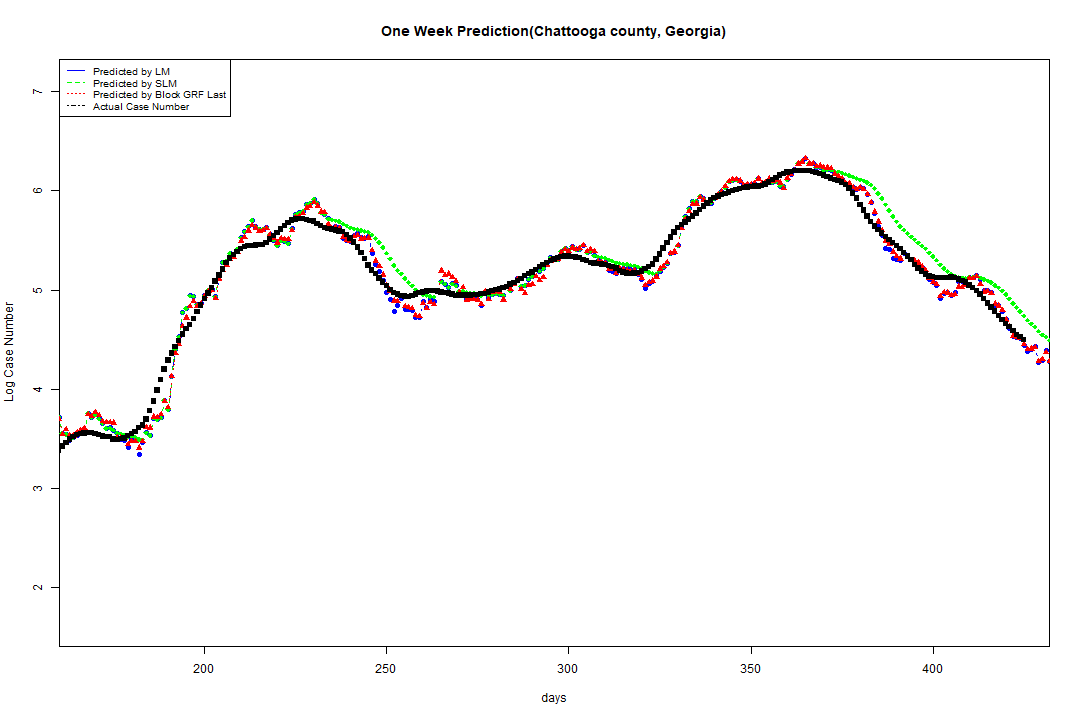 One Week Prediction(Chattooga county, Georgia)
Predicted by LM
Predicted by SLM
Predicted by Block GRF Last
Actual Case Number
7
6
5
4
3
2
Log Case Number
200 250 300 350 400
days